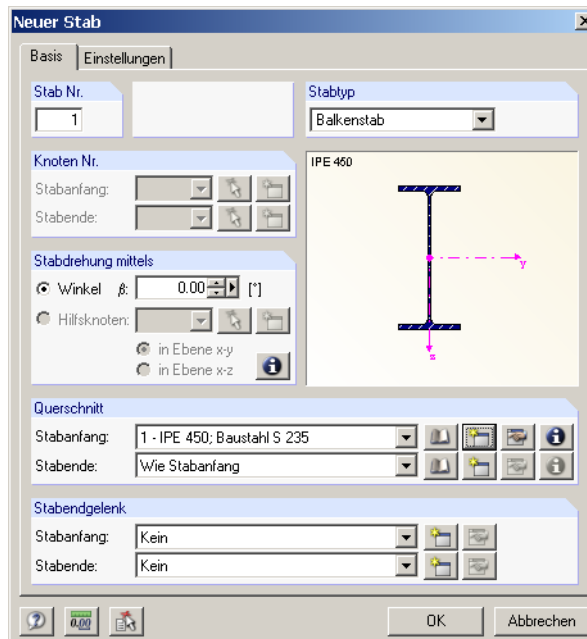 Neuer Stab
Basis
Einstellungen
Stab Nr.
1
Stabtyp
Balkenstab
Knoten Nr.
Stabanfang:
Stabende:
IPE 450
y
z
Stabdrehung mittels
Winkel β: 0.00 [°]
Hilfsknoten:
in Ebene x-y
in Ebene x-z
Querschnitt
Stabanfang: 1 - IPE 450; Baustahl S 235
Stabende: Wie Stabanfang
Stabendgelenk
Stabanfang: Kein
Stabende: Kein
0.00
OK
Abbrechen